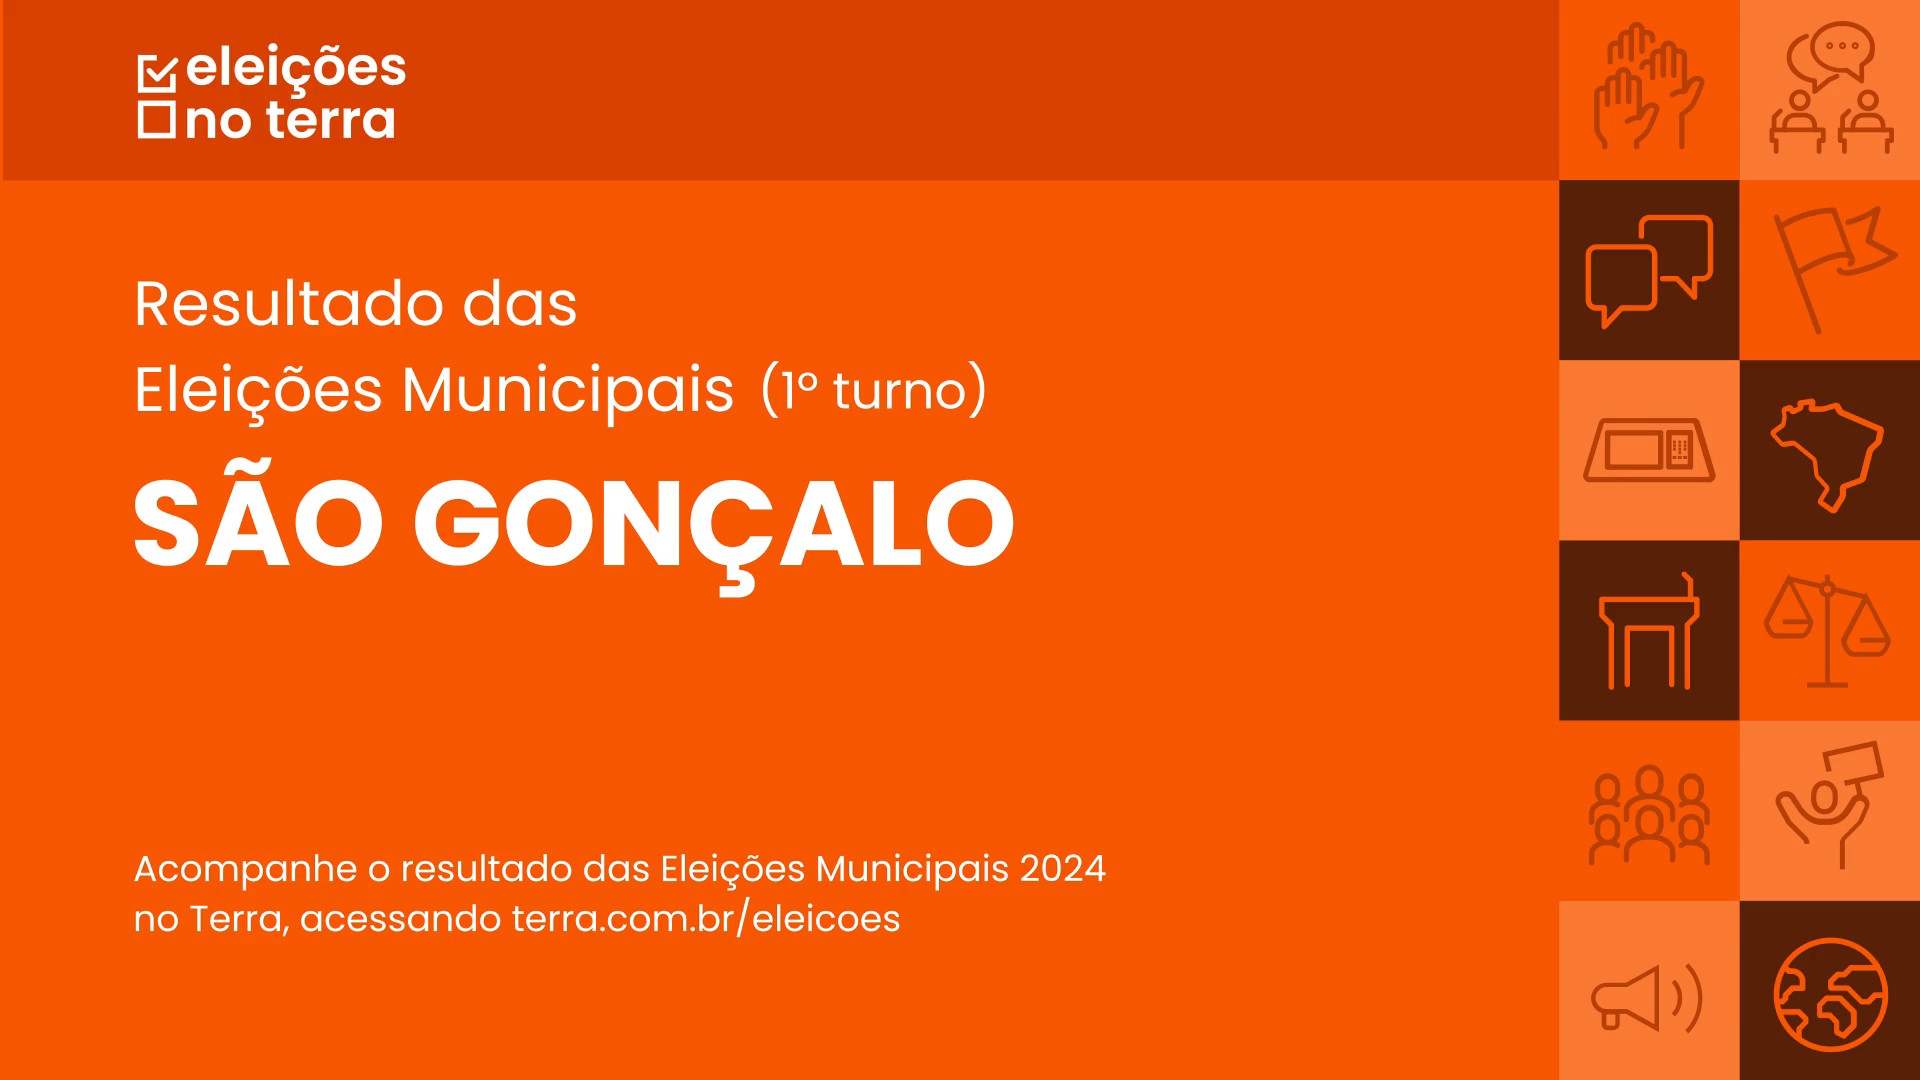 eleições
no terra
Resultado das
Eleições Municipais (1º turno)
SÃO GONÇALO
Acompanhe o resultado das Eleições Municipais 2024
no Terra, acessando terra.com.br/eleicoes